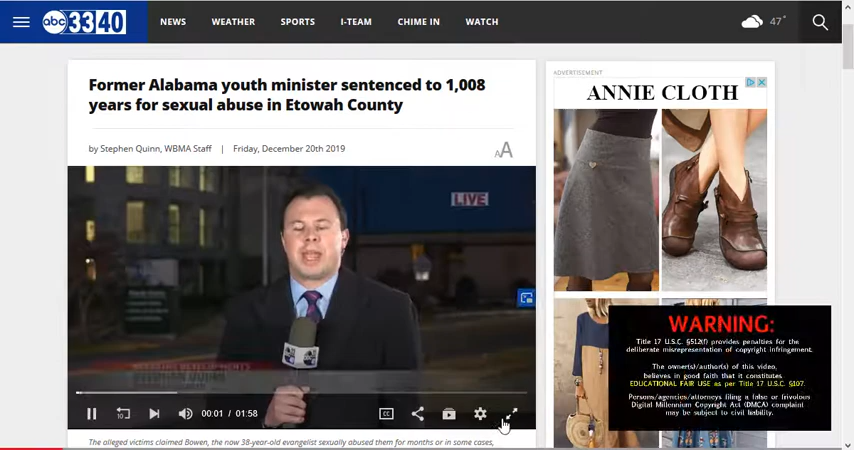 abc 33 40
NEWS
WEATHER
SPORTS
I-TEAM
CHIME IN
WATCH
47°
Former Alabama youth minister sentenced to 1,008
years for sexual abuse in Etowah County
by Stephen Quinn, WBMA Staff | Friday, December 20th 2019
AA
LIVE
STEPHEN QUINN
10
00:01 / 01:58
CC
The alleged victims claimed Bowen, the now 38-year-old evangelist sexually abused them for months or in some cases,
ADVERTISEMENT
ANNIE CLOTH
WARNING:
Title 17 U.S.C. §512(f) provides penalties for the
deliberate misrepresentation of copyright infringement.
The owner(s)/author(s) of this video,
believes in good faith that it constitutes
EDUCATIONAL FAIR USE as per Title 17 U.S.C. §107.
Persons/agencies/attorneys filing a false or frivolous
Digital Millennium Copyright Act (DMCA) complaint
may be subject to civil liability.